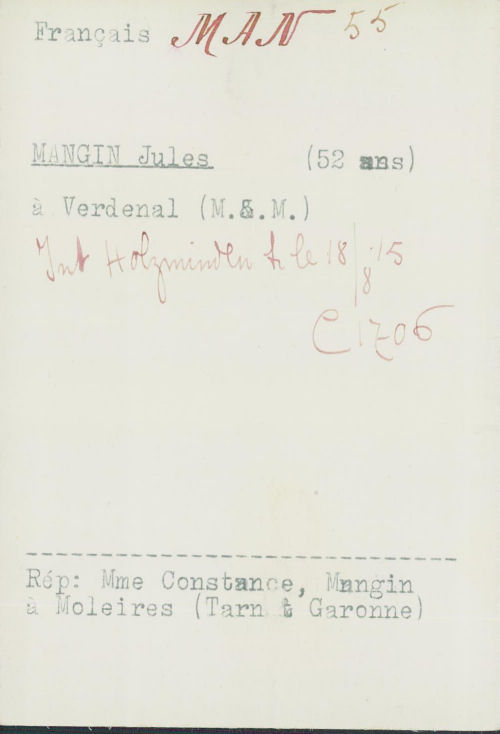 Français MAN 55
MANGIN Jules (52 ans)
à Verdenal (M.&.M.)
Int Holzminden le 18/8.15
C 1706
Rép: Mme Constance, Mangin
à Moleires (Tarn & Garonne)